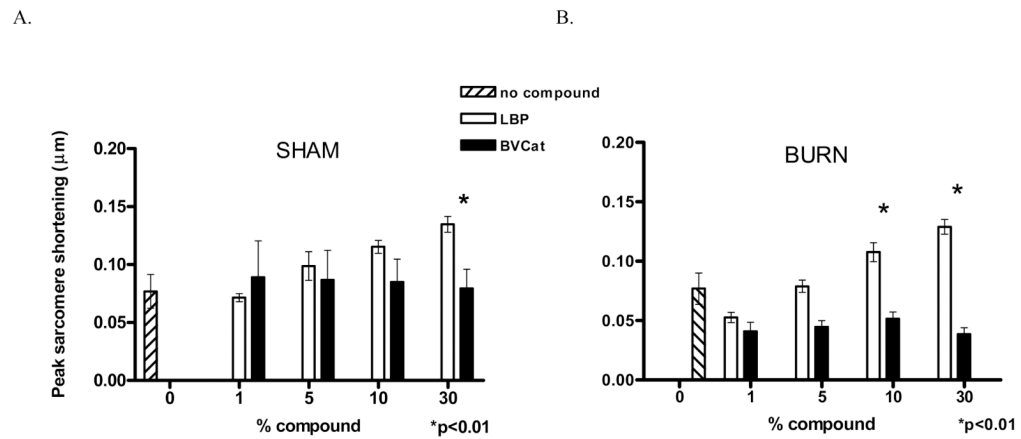 A.
B.
no compound
LBP
BVCat
SHAM
BURN
Peak sarcomere shortening (μm)
0.20
0.15
0.10
0.05
0.00
*
0 1 5 10 30
% compound *p<0.01
0.20
0.15
0.10
0.05
0.00
* *
0 1 5 10 30
% compound *p<0.01